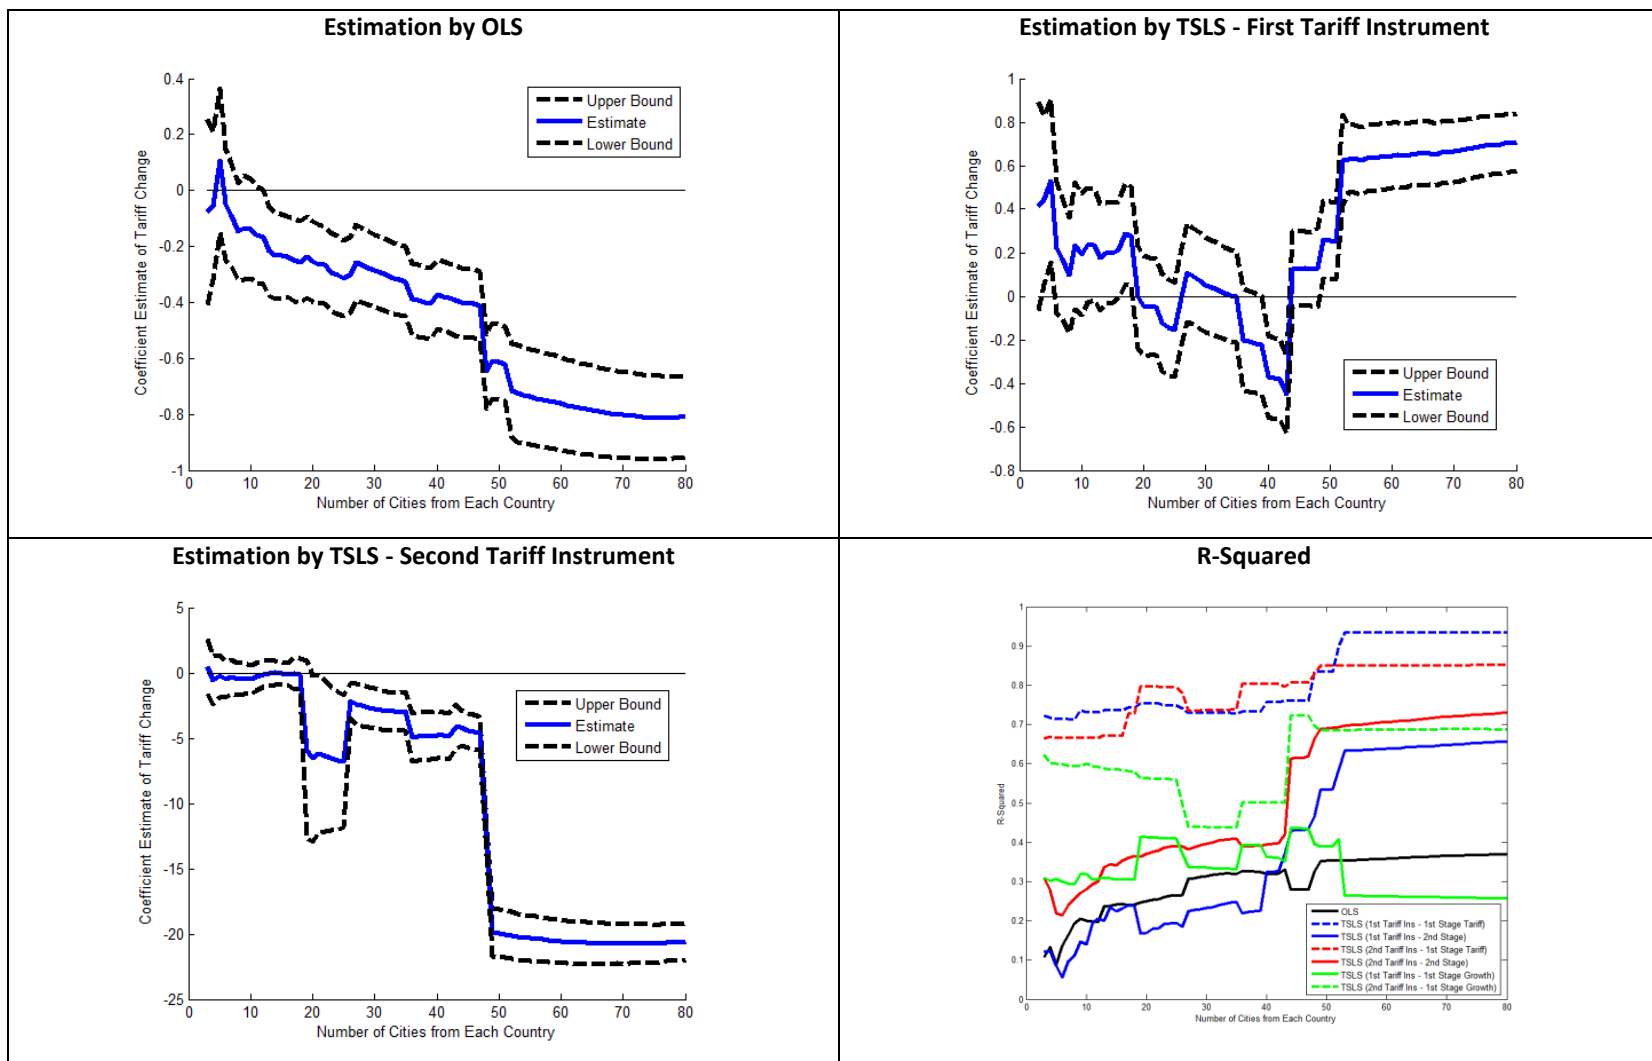 Estimation by OLS
0.4
0.2
0
-0.2
-0.4
-0.6
-0.8
-1
0 10 20 30 40 50 60 70 80
Coefficient Estimate of Tariff Change
Number of Cities from Each Country
Upper Bound
Estimate
Lower Bound
Estimation by TSLS - First Tariff Instrument
1
0.8
0.6
0.4
0.2
0
-0.2
-0.4
-0.6
-0.8
0 10 20 30 40 50 60 70 80
Coefficient Estimate of Tariff Change
Number of Cities from Each Country
Upper Bound
Estimate
Lower Bound
Estimation by TSLS - Second Tariff Instrument
5
0
-5
-10
-15
-20
-25
0 10 20 30 40 50 60 70 80
Coefficient Estimate of Tariff Change
Number of Cities from Each Country
Upper Bound
Estimate
Lower Bound
R-Squared
1
0.9
0.8
0.7
0.6
0.5
0.4
0.3
0.2
0.1
0
0 10 20 30 40 50 60 70 80
R-Squared
Number of Cities from Each Country
OLS
TSLS (1st Tariff Ins - 1st Stage Tariff)
TSLS (1st Tariff Ins - 2nd Stage)
TSLS (2nd Tariff Ins - 1st Stage Tariff)
TSLS (2nd Tariff Ins - 2nd Stage)
TSLS (1st Tariff Ins - 1st Stage Growth)
TSLS (2nd Tariff Ins - 1st Stage Growth)